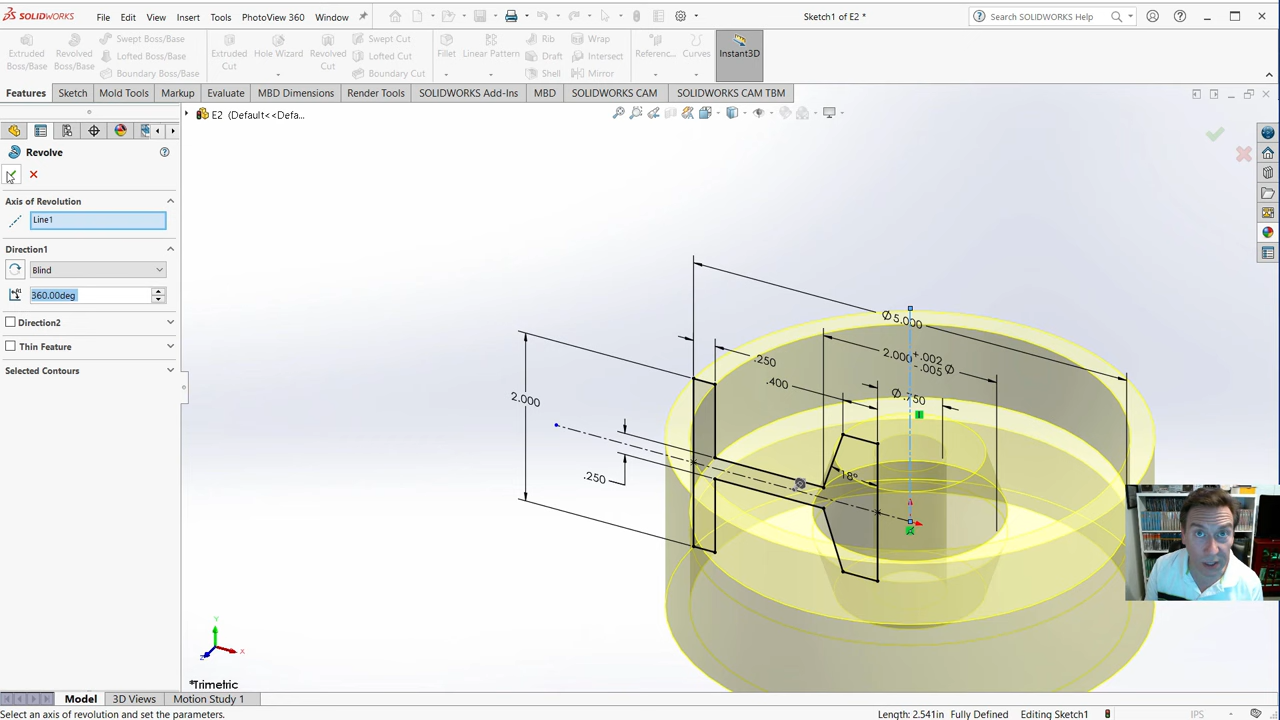 SOLIDWORKS File Edit View Insert Tools PhotoView 360 Window Sketch1 of E2 * Search SOLIDWORKS Help
Extruded Boss/Base
Revolved Boss/Base
Swept Boss/Base
Lofted Boss/Base
Boundary Boss/Base
Extruded Cut
Hole Wizard
Revolved Cut
Swept Cut
Lofted Cut
Boundary Cut
Fillet
Linear Pattern
Rib
Draft
Shell
Wrap
Intersect
Mirror
Referenc...
Curves
Instant3D
Features Sketch Mold Tools Markup Evaluate MBD Dimensions Render Tools SOLIDWORKS Add-Ins MBD SOLIDWORKS CAM SOLIDWORKS CAM TBM
E2 (Default<<Defa...
Revolve
Axis of Revolution
Line1
Direction1
Blind
360.00deg
Direction2
Thin Feature
Selected Contours
Ø5.000
2.000 +.002 -.005 Ø
.250
.400
Ø.750
2.000
.250
18°
Y
X
Z
*Trimetric
Model 3D Views Motion Study 1
Select an axis of revolution and set the parameters. Length: 2.541in Fully Defined Editing Sketch1 IPS